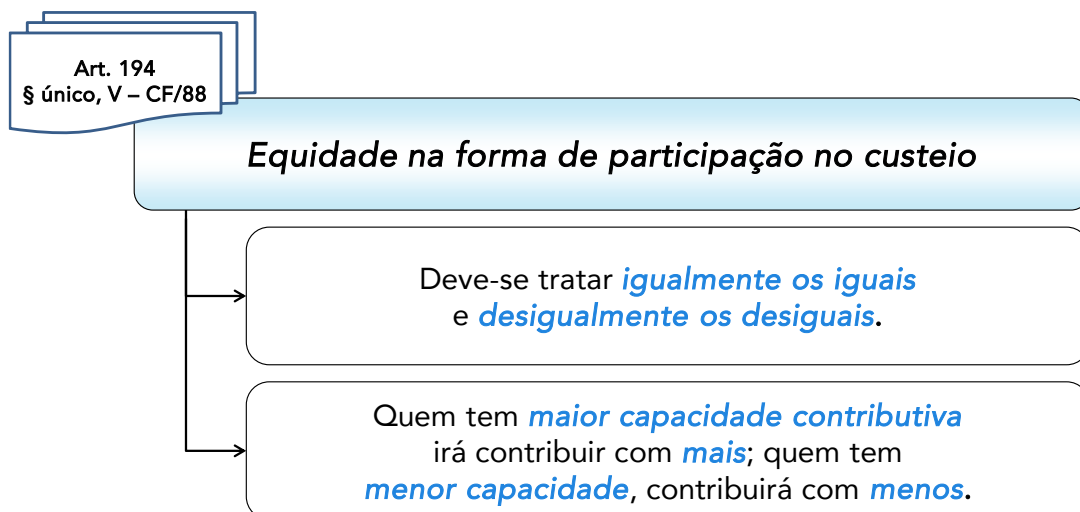 Art. 194
§ único, V – CF/88
Equidade na forma de participação no custeio
Deve-se tratar igualmente os iguais
e desigualmente os desiguais.
Quem tem maior capacidade contributiva
irá contribuir com mais; quem tem
menor capacidade, contribuirá com menos.